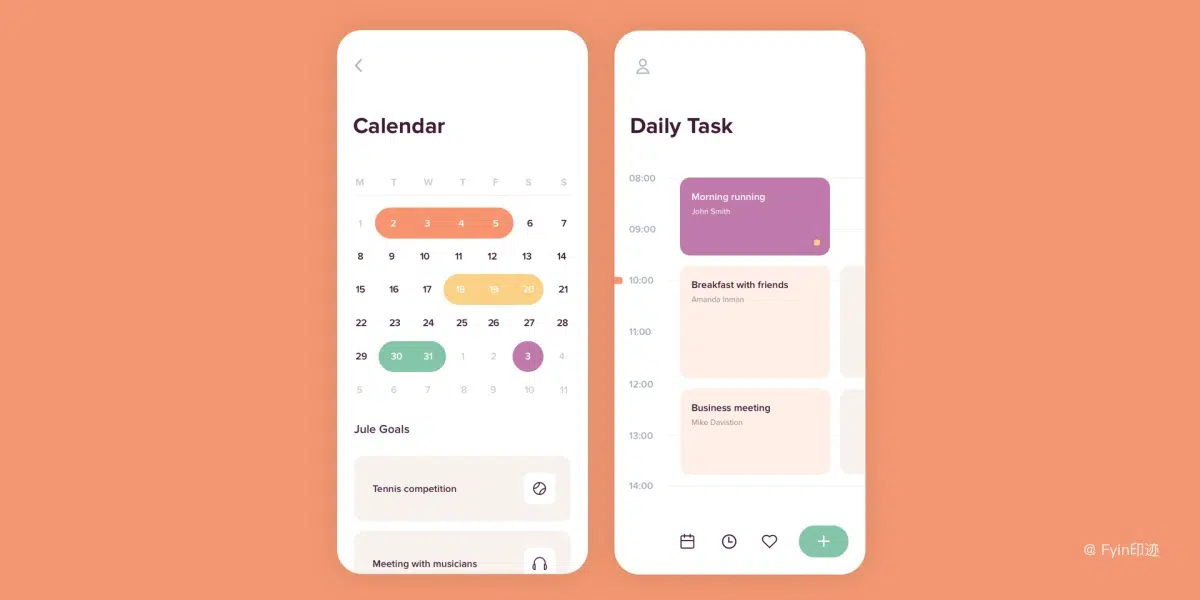 Calendar
M T W T F S S
1 2 3 4 5 6 7
8 9 10 11 12 13 14
15 16 17 18 19 20 21
22 23 24 25 26 27 28
29 30 31 1 2 3 4
5 6 7 8 9 10 11
Jule Goals
Tennis competition
Meeting with musicians
Daily Task
08:00
Morning running
John Smith
09:00
10:00
Breakfast with friends
Amanda Inman
11:00
12:00
Business meeting
Mike Davistion
13:00
14:00
@ Fyin印迹